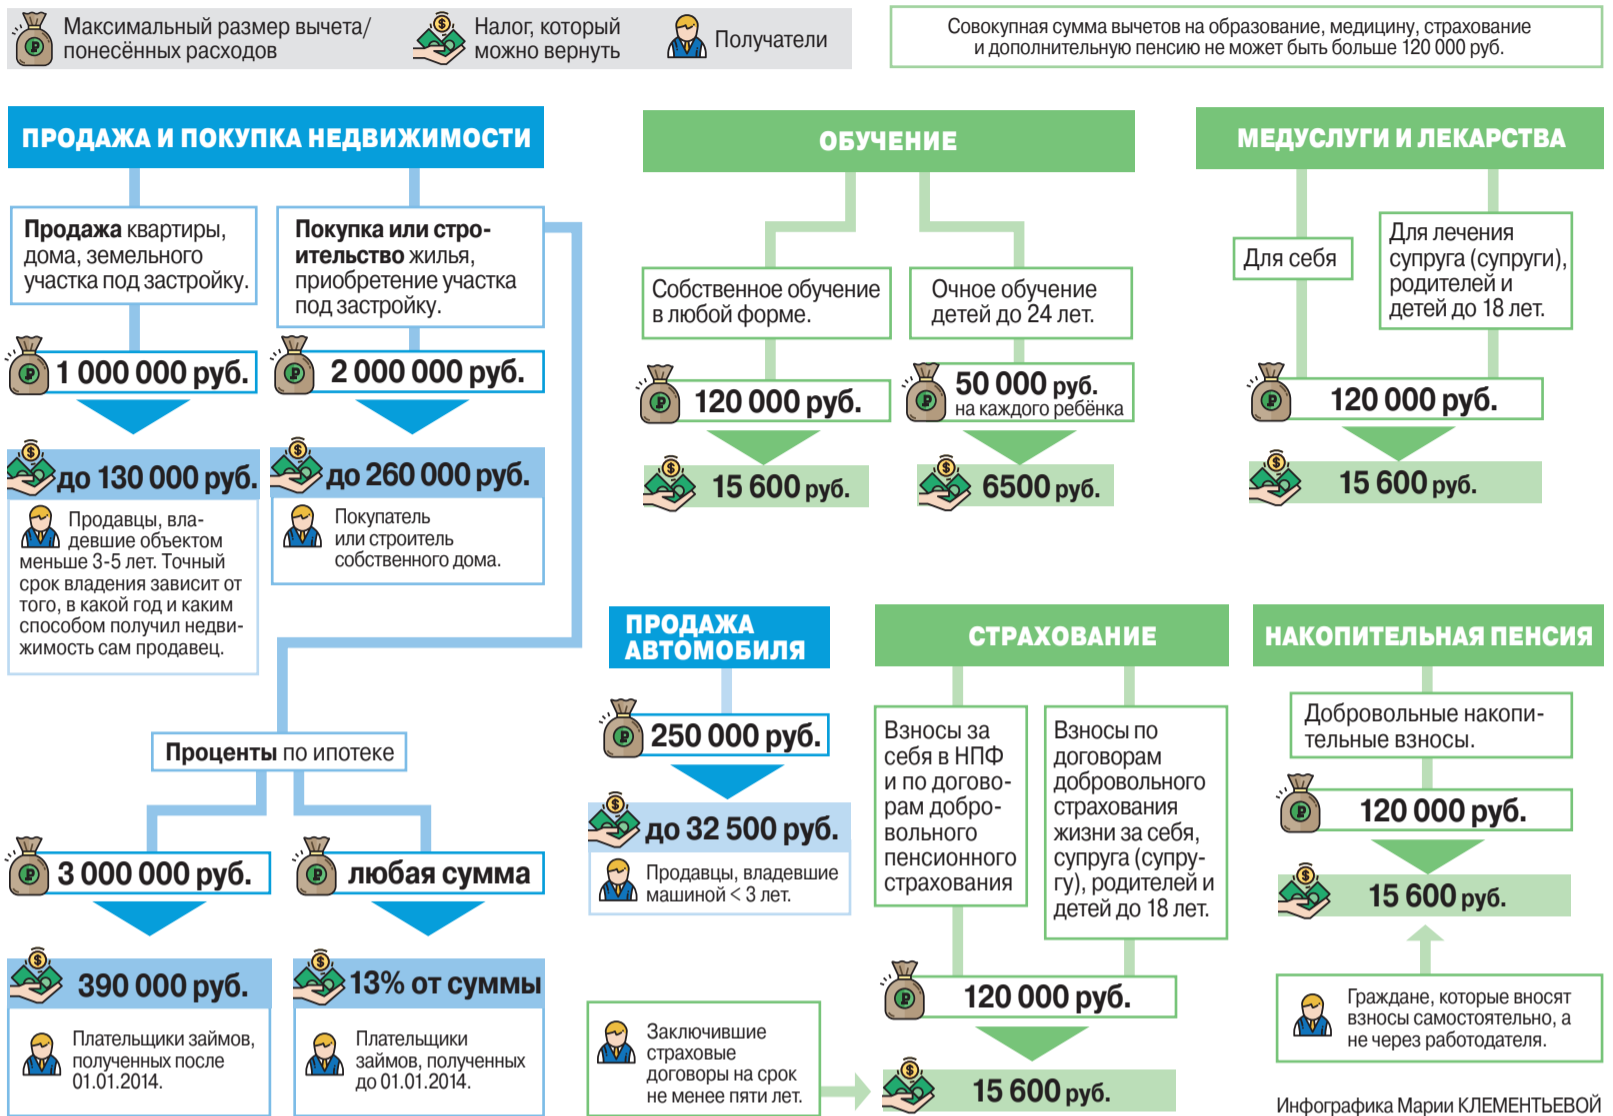 Максимальный размер вычета/
понесённых расходов
Налог, который
можно вернуть
Получатели
Совокупная сумма вычетов на образование, медицину, страхование
и дополнительную пенсию не может быть больше 120 000 руб.
ПРОДАЖА И ПОКУПКА НЕДВИЖИМОСТИ
Продажа квартиры,
дома, земельного
участка под застройку.
1 000 000 руб.
до 130 000 руб.
Продавцы, вла-
девшие объектом
меньше 3-5 лет. Точный
срок владения зависит от
того, в какой год и каким
способом получил недви-
жимость сам продавец.
Покупка или стро-
ительство жилья,
приобретение участка
под застройку.
2 000 000 руб.
до 260 000 руб.
Покупатель
или строитель
собственного дома.
Проценты по ипотеке
3 000 000 руб.
390 000 руб.
Плательщики займов,
полученных после
01.01.2014.
любая сумма
13% от суммы
Плательщики
займов, полученных
до 01.01.2014.
ОБУЧЕНИЕ
Собственное обучение
в любой форме.
120 000 руб.
15 600 руб.
Очное обучение
детей до 24 лет.
50 000 руб.
на каждого ребёнка
6500 руб.
МЕДУСЛУГИ И ЛЕКАРСТВА
Для себя
Для лечения
супруга (супруги),
родителей и
детей до 18 лет.
120 000 руб.
15 600 руб.
ПРОДАЖА
АВТОМОБИЛЯ
250 000 руб.
до 32 500 руб.
Продавцы, владевшие
машиной < 3 лет.
СТРАХОВАНИЕ
Взносы за
себя в НПФ
и по догово-
рам добро-
вольного
пенсионного
страхования
Взносы по
договорам
добровольного
страхования
жизни за себя,
супруга (супру-
гу), родителей и
детей до 18 лет.
120 000 руб.
15 600 руб.
Заключившие
страховые
договоры на срок
не менее пяти лет.
НАКОПИТЕЛЬНАЯ ПЕНСИЯ
Добровольные накопи-
тельные взносы.
120 000 руб.
15 600 руб.
Граждане, которые вносят
взносы самостоятельно, а
не через работодателя.
Инфографика Марии КЛЕМЕНТЬЕВОЙ